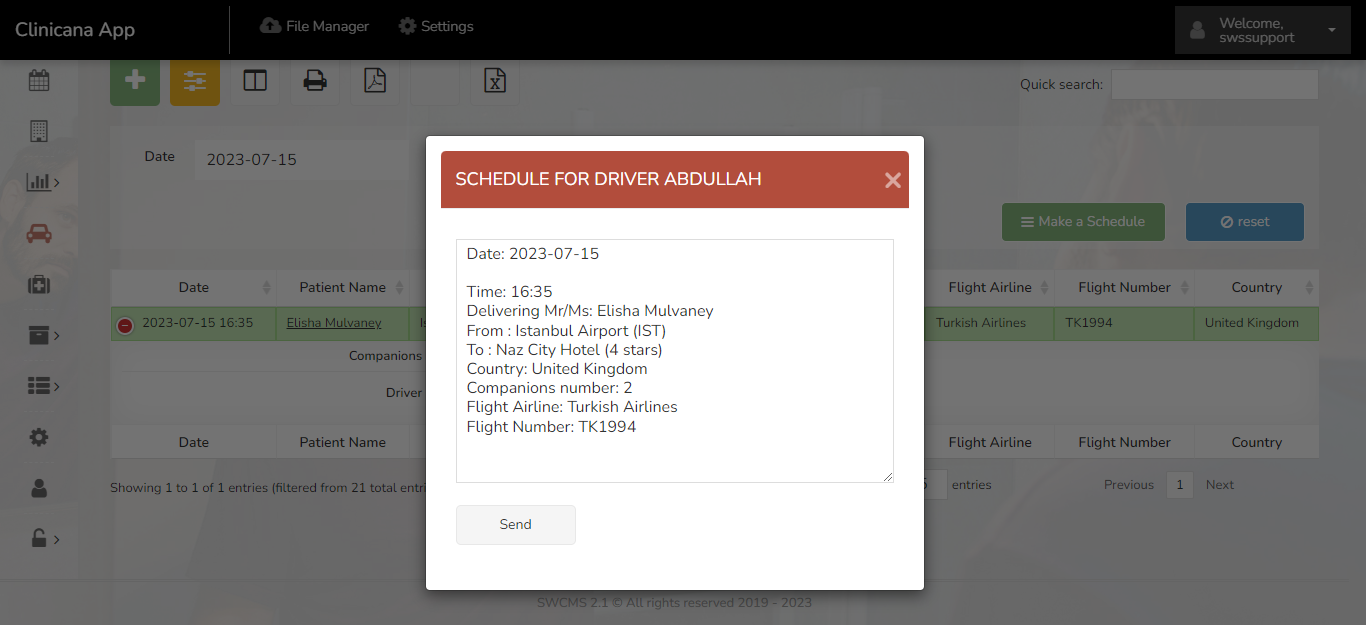 Clinicana App
File Manager
Settings
Welcome,
swssupport
Quick search:
Date
2023-07-15
Make a Schedule
reset
SCHEDULE FOR DRIVER ABDULLAH
Date: 2023-07-15
Time: 16:35
Delivering Mr/Ms: Elisha Mulvaney
From : Istanbul Airport (IST)
To : Naz City Hotel (4 stars)
Country: United Kingdom
Companions number: 2
Flight Airline: Turkish Airlines
Flight Number: TK1994
Send
Date Patient Name Flight Airline Flight Number Country
2023-07-15 16:35 Elisha Mulvaney Turkish Airlines TK1994 United Kingdom
Companions
Driver
Date Patient Name Flight Airline Flight Number Country
Showing 1 to 1 of 1 entries (filtered from 21 total entries
Previous 1 Next
SWCMS 2.1 © All rights reserved 2019 - 2023